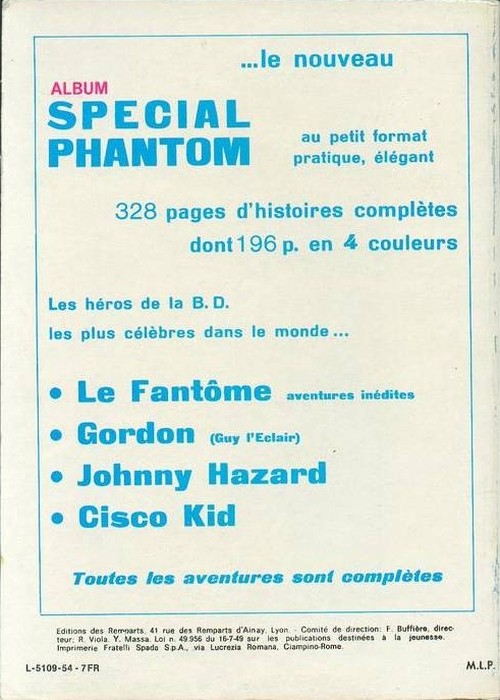 ...le nouveau
ALBUM
SPECIAL
PHANTOM
au petit format
pratique, élégant
328 pages d'histoires complètes
dont 196 p. en 4 couleurs
Les héros de la B.D.
les plus célèbres dans le monde...
• Le Fantôme aventures inédites
• Gordon (Guy l'Eclair)
• Johnny Hazard
• Cisco Kid
Toutes les aventures sont complètes
Editions des Remparts, 41 rue des Remparts d'Ainay, Lyon. - Comité de direction: F. Buffière, direc-
teur; R. Viola, Y. Massa. Loi n. 49.956 du 16-7-49 sur les publications destinées à la jeunesse.
Imprimerie Fratelli Spada S.p.A., via Lucrezia Romana, Ciampino-Rome.
L-5109-54-7FR
M.L.P.